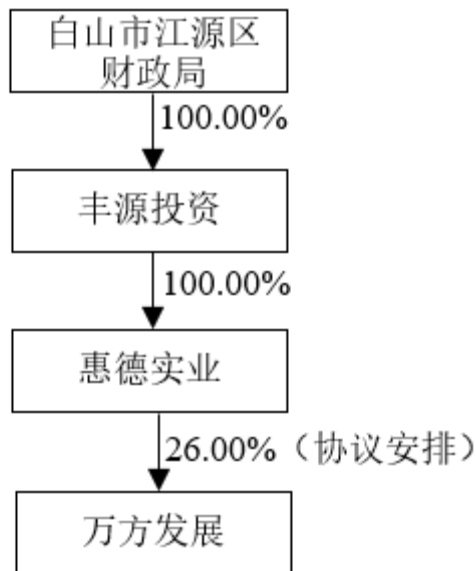 白山市江源区
财政局
100.00%
丰源投资
100.00%
惠德实业
26.00%（协议安排）
万方发展